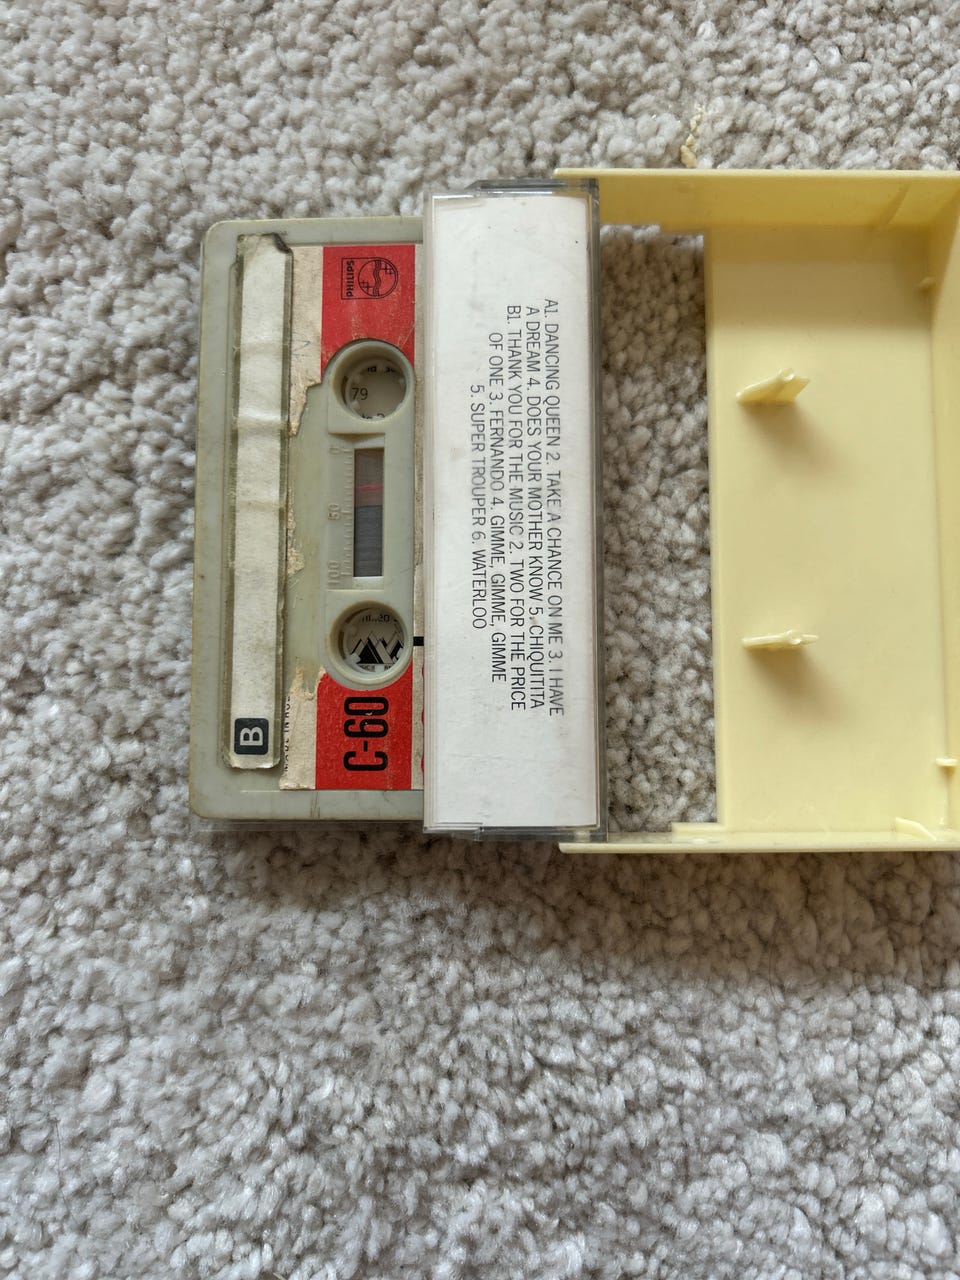 A1. DANCING QUEEN 2. TAKE A CHANCE ON ME 3. I HAVE
A DREAM 4. DOES YOUR MOTHER KNOW 5. CHIQUITITA
B1. THANK YOU FOR THE MUSIC 2. TWO FOR THE PRICE
OF ONE 3. FERNANDO 4. GIMME, GIMME, GIMME
5. SUPER TROUPER 6. WATERLOO
PHILIPS
79
0 50 100
C-60
B